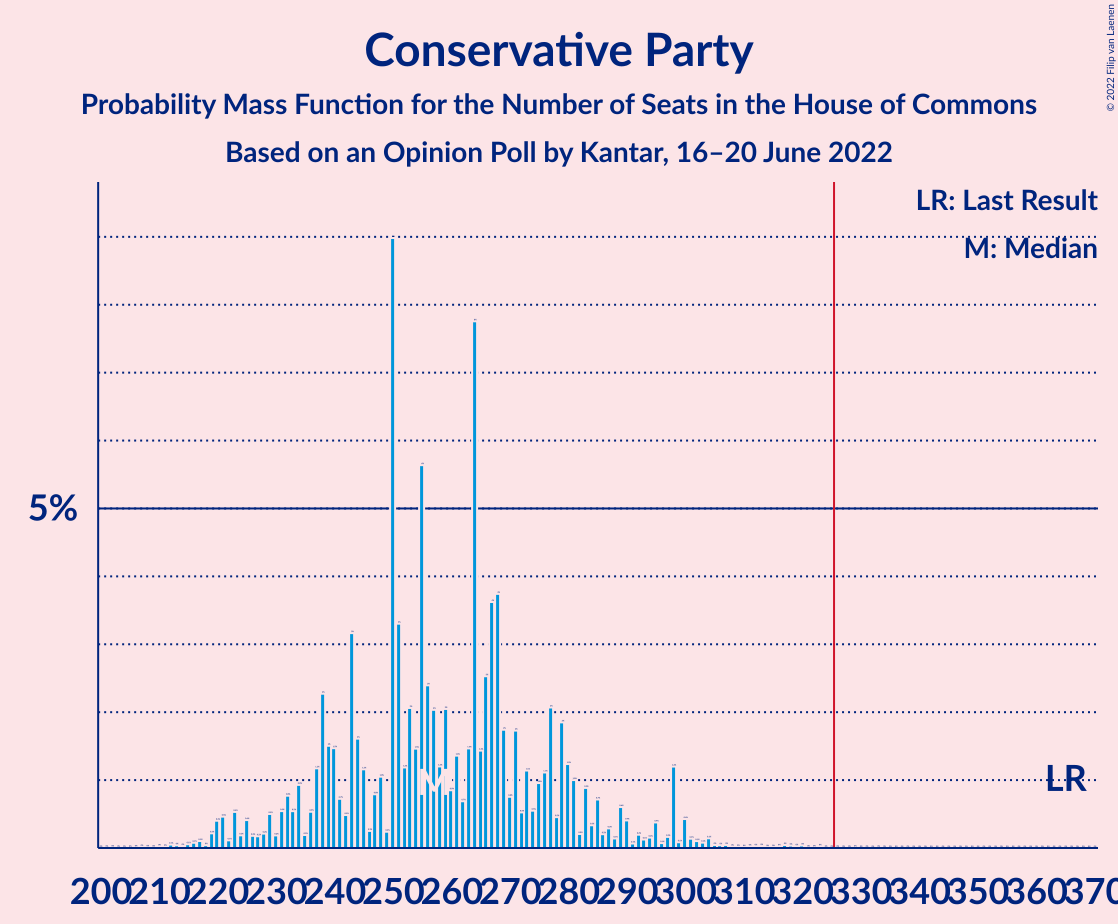 Conservative Party
Probability Mass Function for the Number of Seats in the House of Commons
Based on an Opinion Poll by Kantar, 16–20 June 2022
© 2022 Filip van Laenen
LR: Last Result
M: Median
5%
M
LR
200 210 220 230 240 250 260 270 280 290 300 310 320 330 340 350 360 370